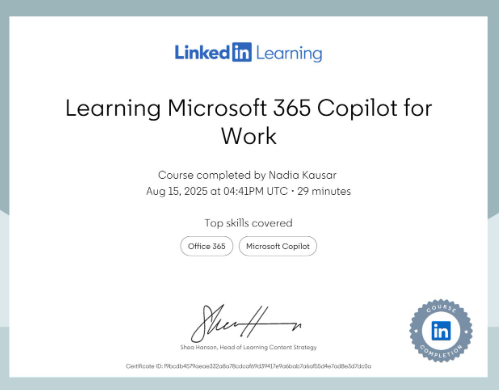 Linked in Learning
Learning Microsoft 365 Copilot for
Work
Course completed by Nadia Kausar
Aug 15, 2025 at 04:41PM UTC • 29 minutes
Top skills covered
Office 365 Microsoft Copilot
Shea Hanson, Head of Learning Content Strategy
COURSE
in
COMPLETION
Certificate ID: